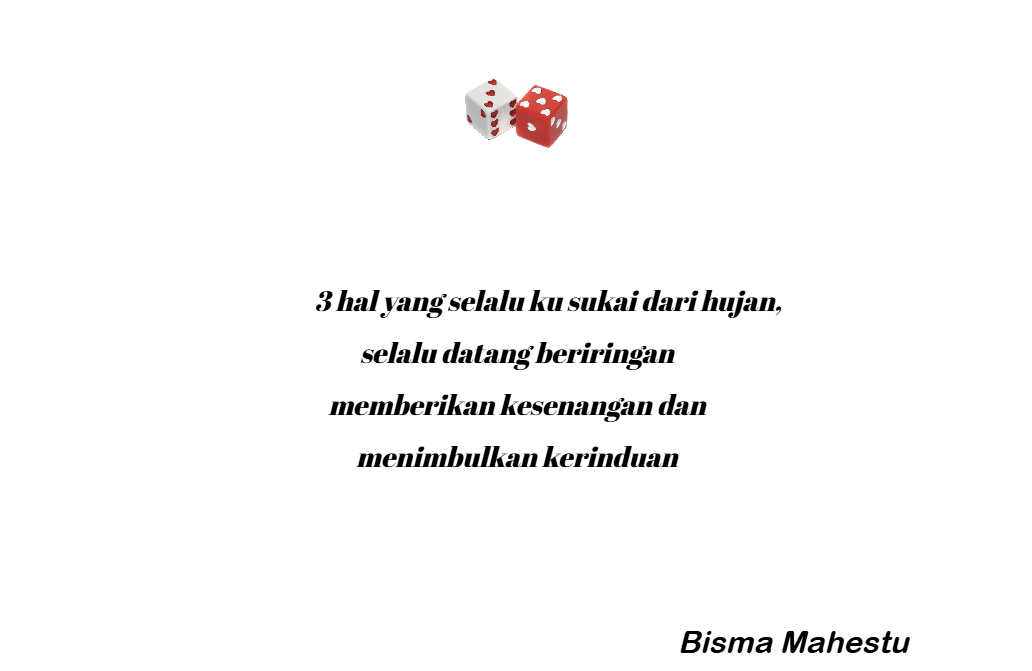 3 hal yang selalu ku sukai dari hujan,
selalu datang beriringan
memberikan kesenangan dan
menimbulkan kerinduan
Bisma Mahestu